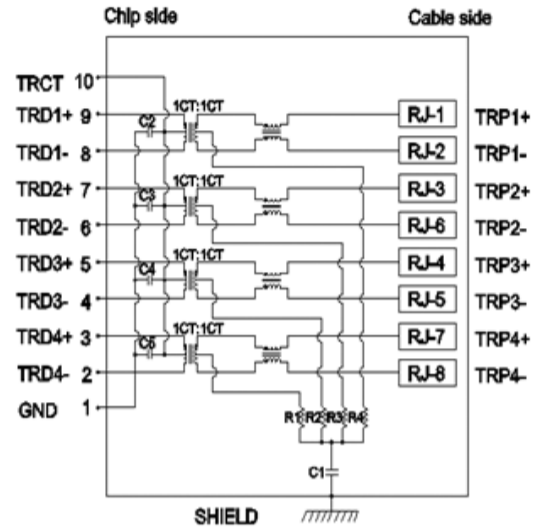 Chip side Cable side
TRCT 10
1CT:1CT
TRD1+ 9 RJ-1 TRP1+
C2
TRD1- 8 RJ-2 TRP1-
1CT:1CT
TRD2+ 7 RJ-3 TRP2+
C3
TRD2- 6 RJ-6 TRP2-
1CT:1CT
TRD3+ 5 RJ-4 TRP3+
C4
TRD3- 4 RJ-5 TRP3-
1CT:1CT
TRD4+ 3 RJ-7 TRP4+
C5
TRD4- 2 RJ-8 TRP4-
GND 1
R1 R2 R3 R4
C1
SHIELD